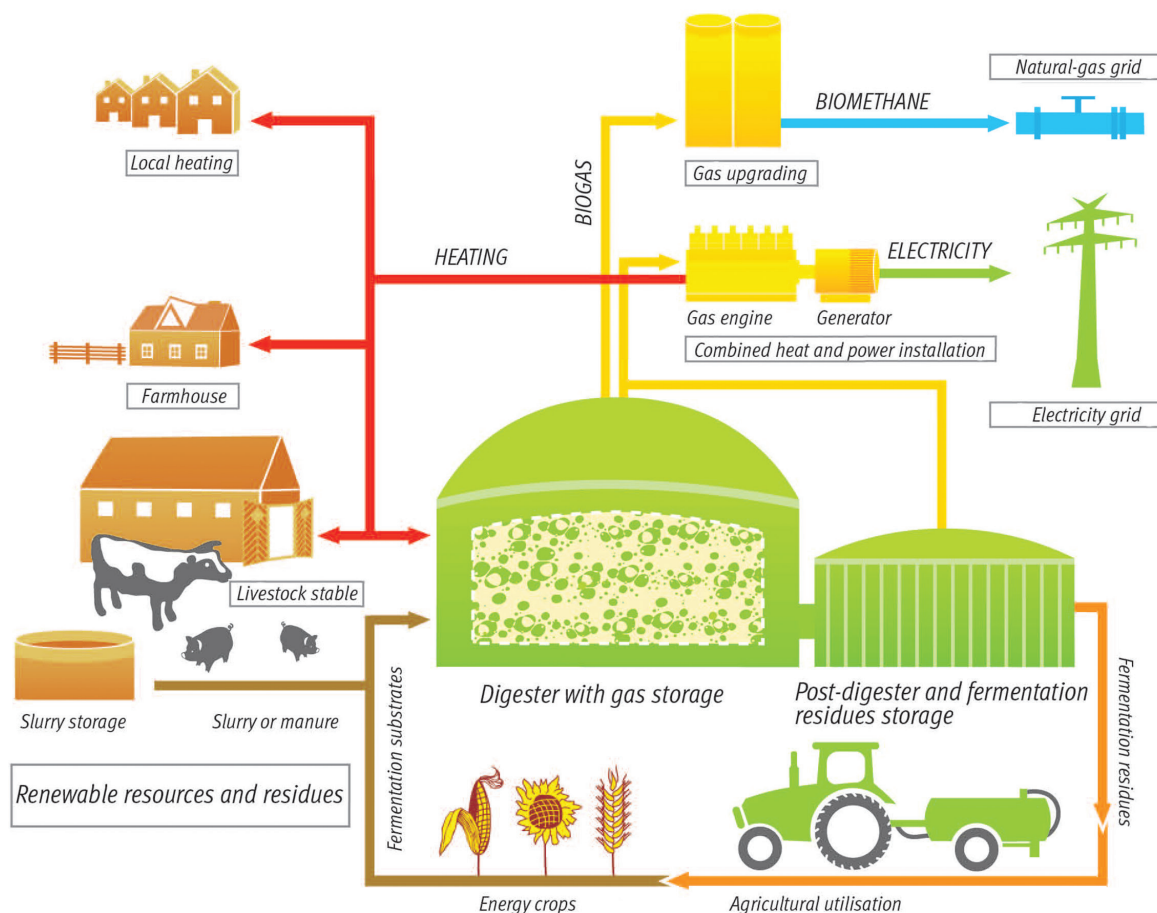 Natural-gas grid
BIOMETHANE
Local heating
Gas upgrading
BIOGAS
HEATING
ELECTRICITY
Gas engine
Generator
Combined heat and power installation
Farmhouse
Electricity grid
Livestock stable
Slurry storage
Slurry or manure
Digester with gas storage
Post-digester and fermentation
residues storage
Fermentation residues
Fermentation substrates
Renewable resources and residues
Energy crops
Agricultural utilisation